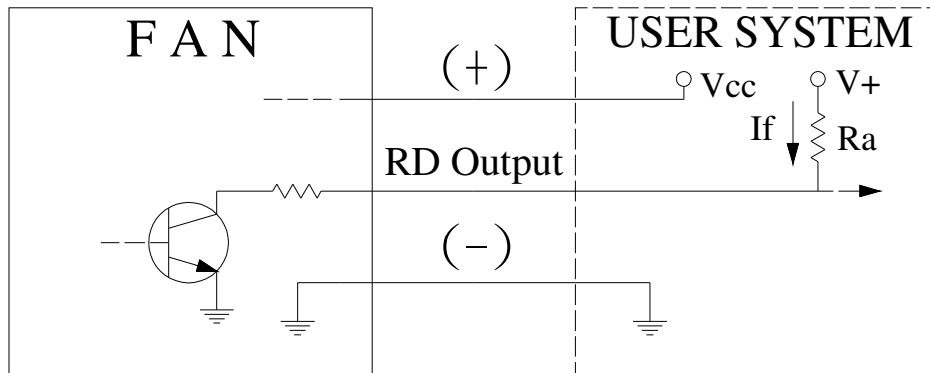 F A N
USER SYSTEM
(+)
Vcc
V+
If
Ra
RD Output
(-)